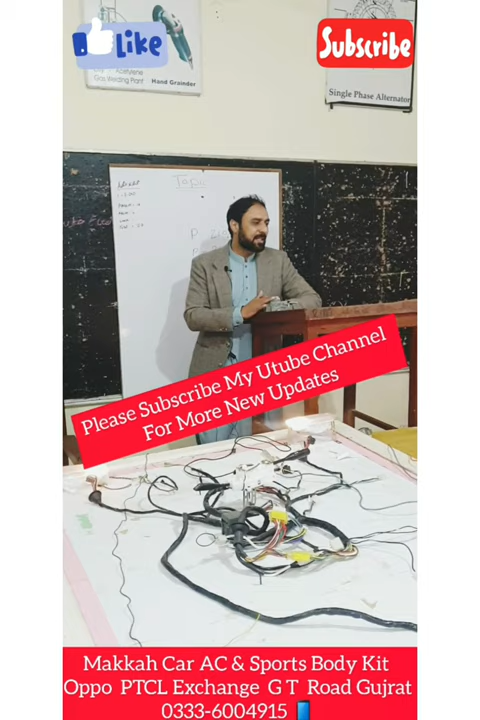 Like
Subscribe
Acetylene
Gas Welding Plant
Hand Grainder
Single Phase Alternator
Please Subscribe My Utube Channel
For More New Updates
Makkah Car AC & Sports Body Kit
Oppo PTCL Exchange G T Road Gujrat
0333-6004915